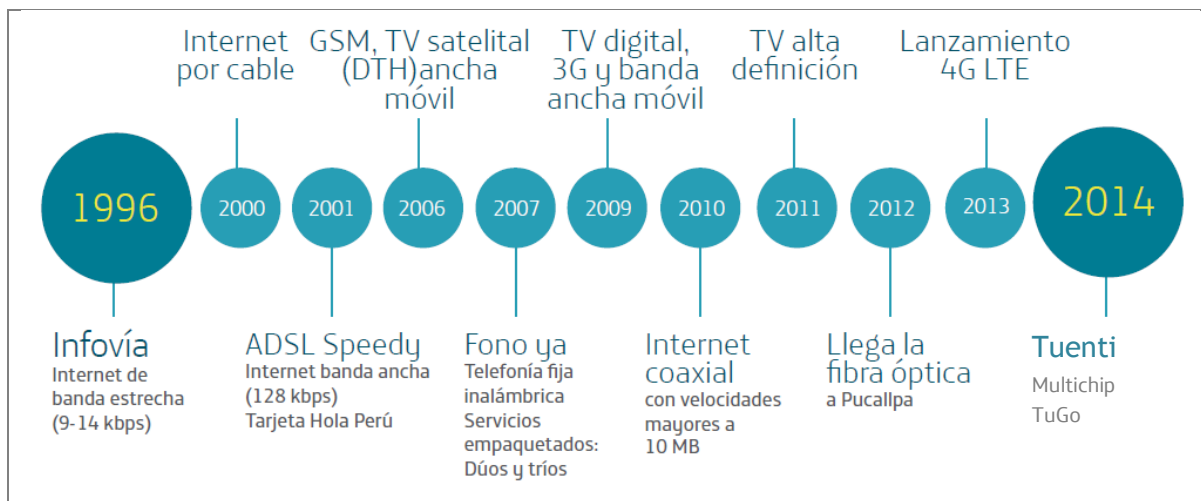 Internet
por cable
GSM, TV satelital
(DTH)ancha
móvil
TV digital,
3G y banda
ancha móvil
TV alta
definición
Lanzamiento
4G LTE
1996
2000
2001
2006
2007
2009
2010
2011
2012
2013
2014
Infovía
Internet de
banda estrecha
(9-14 kbps)
ADSL Speedy
Internet banda ancha
(128 kbps)
Tarjeta Hola Perú
Fono ya
Telefonía fija
inalámbrica
Servicios
empaquetados:
Dúos y tríos
Internet
coaxial
con velocidades
mayores a
10 MB
Llega la
fibra óptica
a Pucallpa
Tuenti
Multichip
TuGo